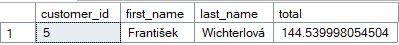 customer_id first_name last_name total
1 5 František Wichterlová 144.539998054504